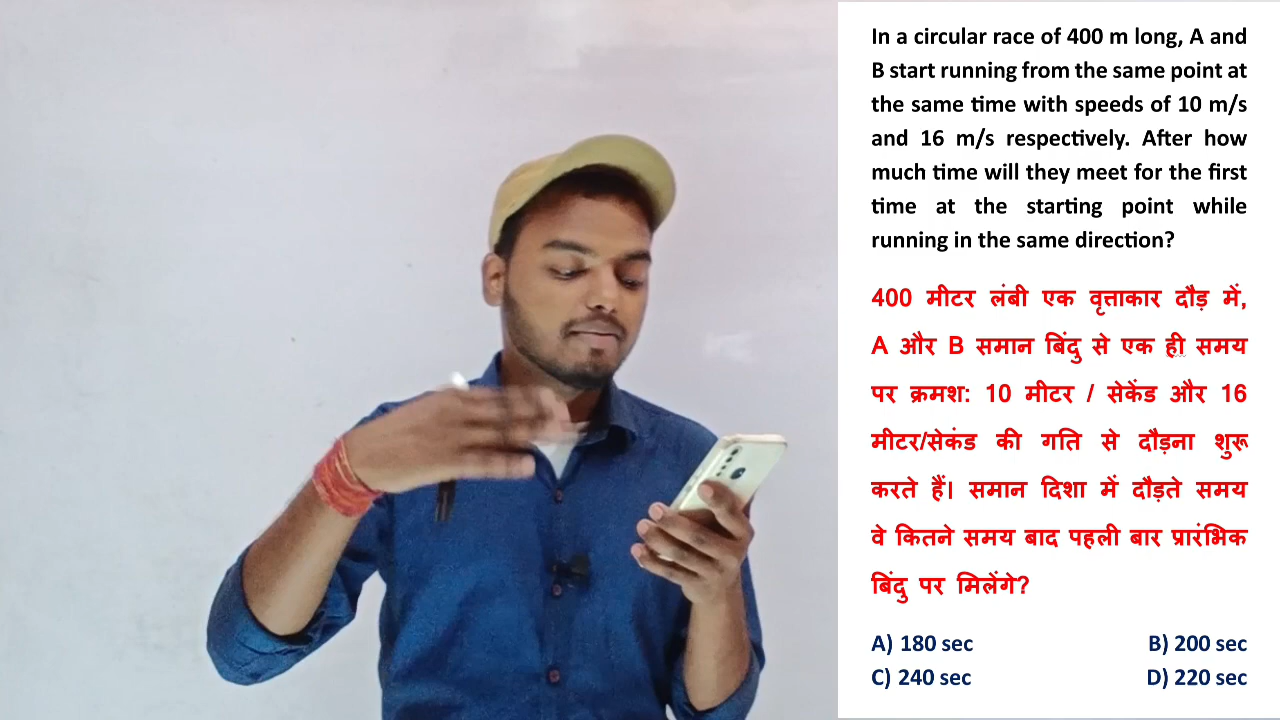 In a circular race of 400 m long, A and
B start running from the same point at
the same time with speeds of 10 m/s
and 16 m/s respectively. After how
much time will they meet for the first
time at the starting point while
running in the same direction?
400 मीटर लंबी एक वृत्ताकार दौड़ में,
A और B समान बिंदु से एक ही समय
पर क्रमश: 10 मीटर / सेकेंड और 16
मीटर/सेकंड की गति से दौड़ना शुरू
करते हैं। समान दिशा में दौड़ते समय
वे कितने समय बाद पहली बार प्रारंभिक
बिंदु पर मिलेंगे?
A) 180 sec B) 200 sec
C) 240 sec D) 220 sec